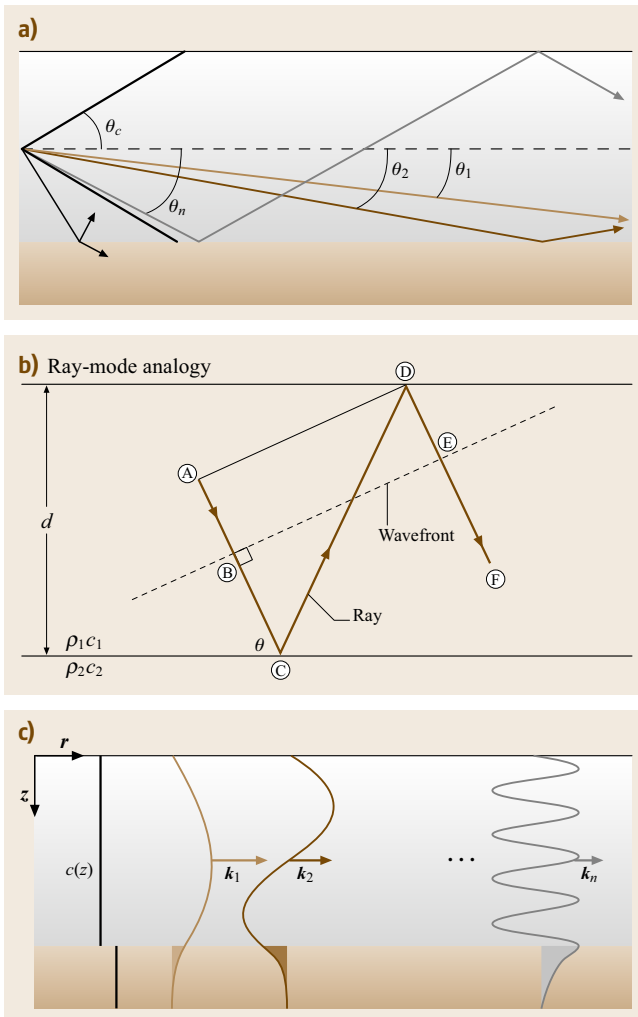 a)
θc
θn
θ2
θ1
b) Ray-mode analogy
D
A
E
d
Wavefront
B
F
Ray
ρ1c1
θ
ρ2c2
C
c)
r
z
c(z)
k1
k2
...
kn